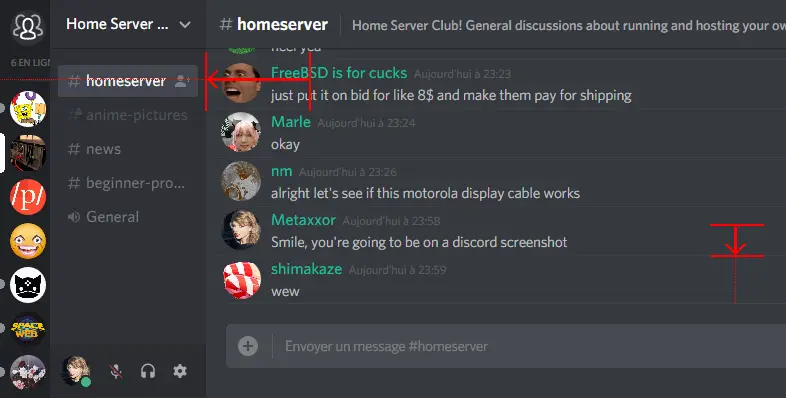 Home Server ...
# homeserver
Home Server Club! General discussions about running and hosting your ow
6 EN LIGN
heel yea
# homeserver
FreeBSD is for cucks Aujourd'hui à 23:23
just put it on bid for like 8$ and make them pay for shipping
anime-pictures
Marle Aujourd'hui à 23:24
okay
# news
nm Aujourd'hui à 23:26
# beginner-pro...
alright let's see if this motorola display cable works
/p/
General
Metaxxor Aujourd'hui à 23:58
Smile, you're going to be on a discord screenshot
shimakaze Aujourd'hui à 23:59
wew
SPACE
WEB
Envoyer un message #homeserver